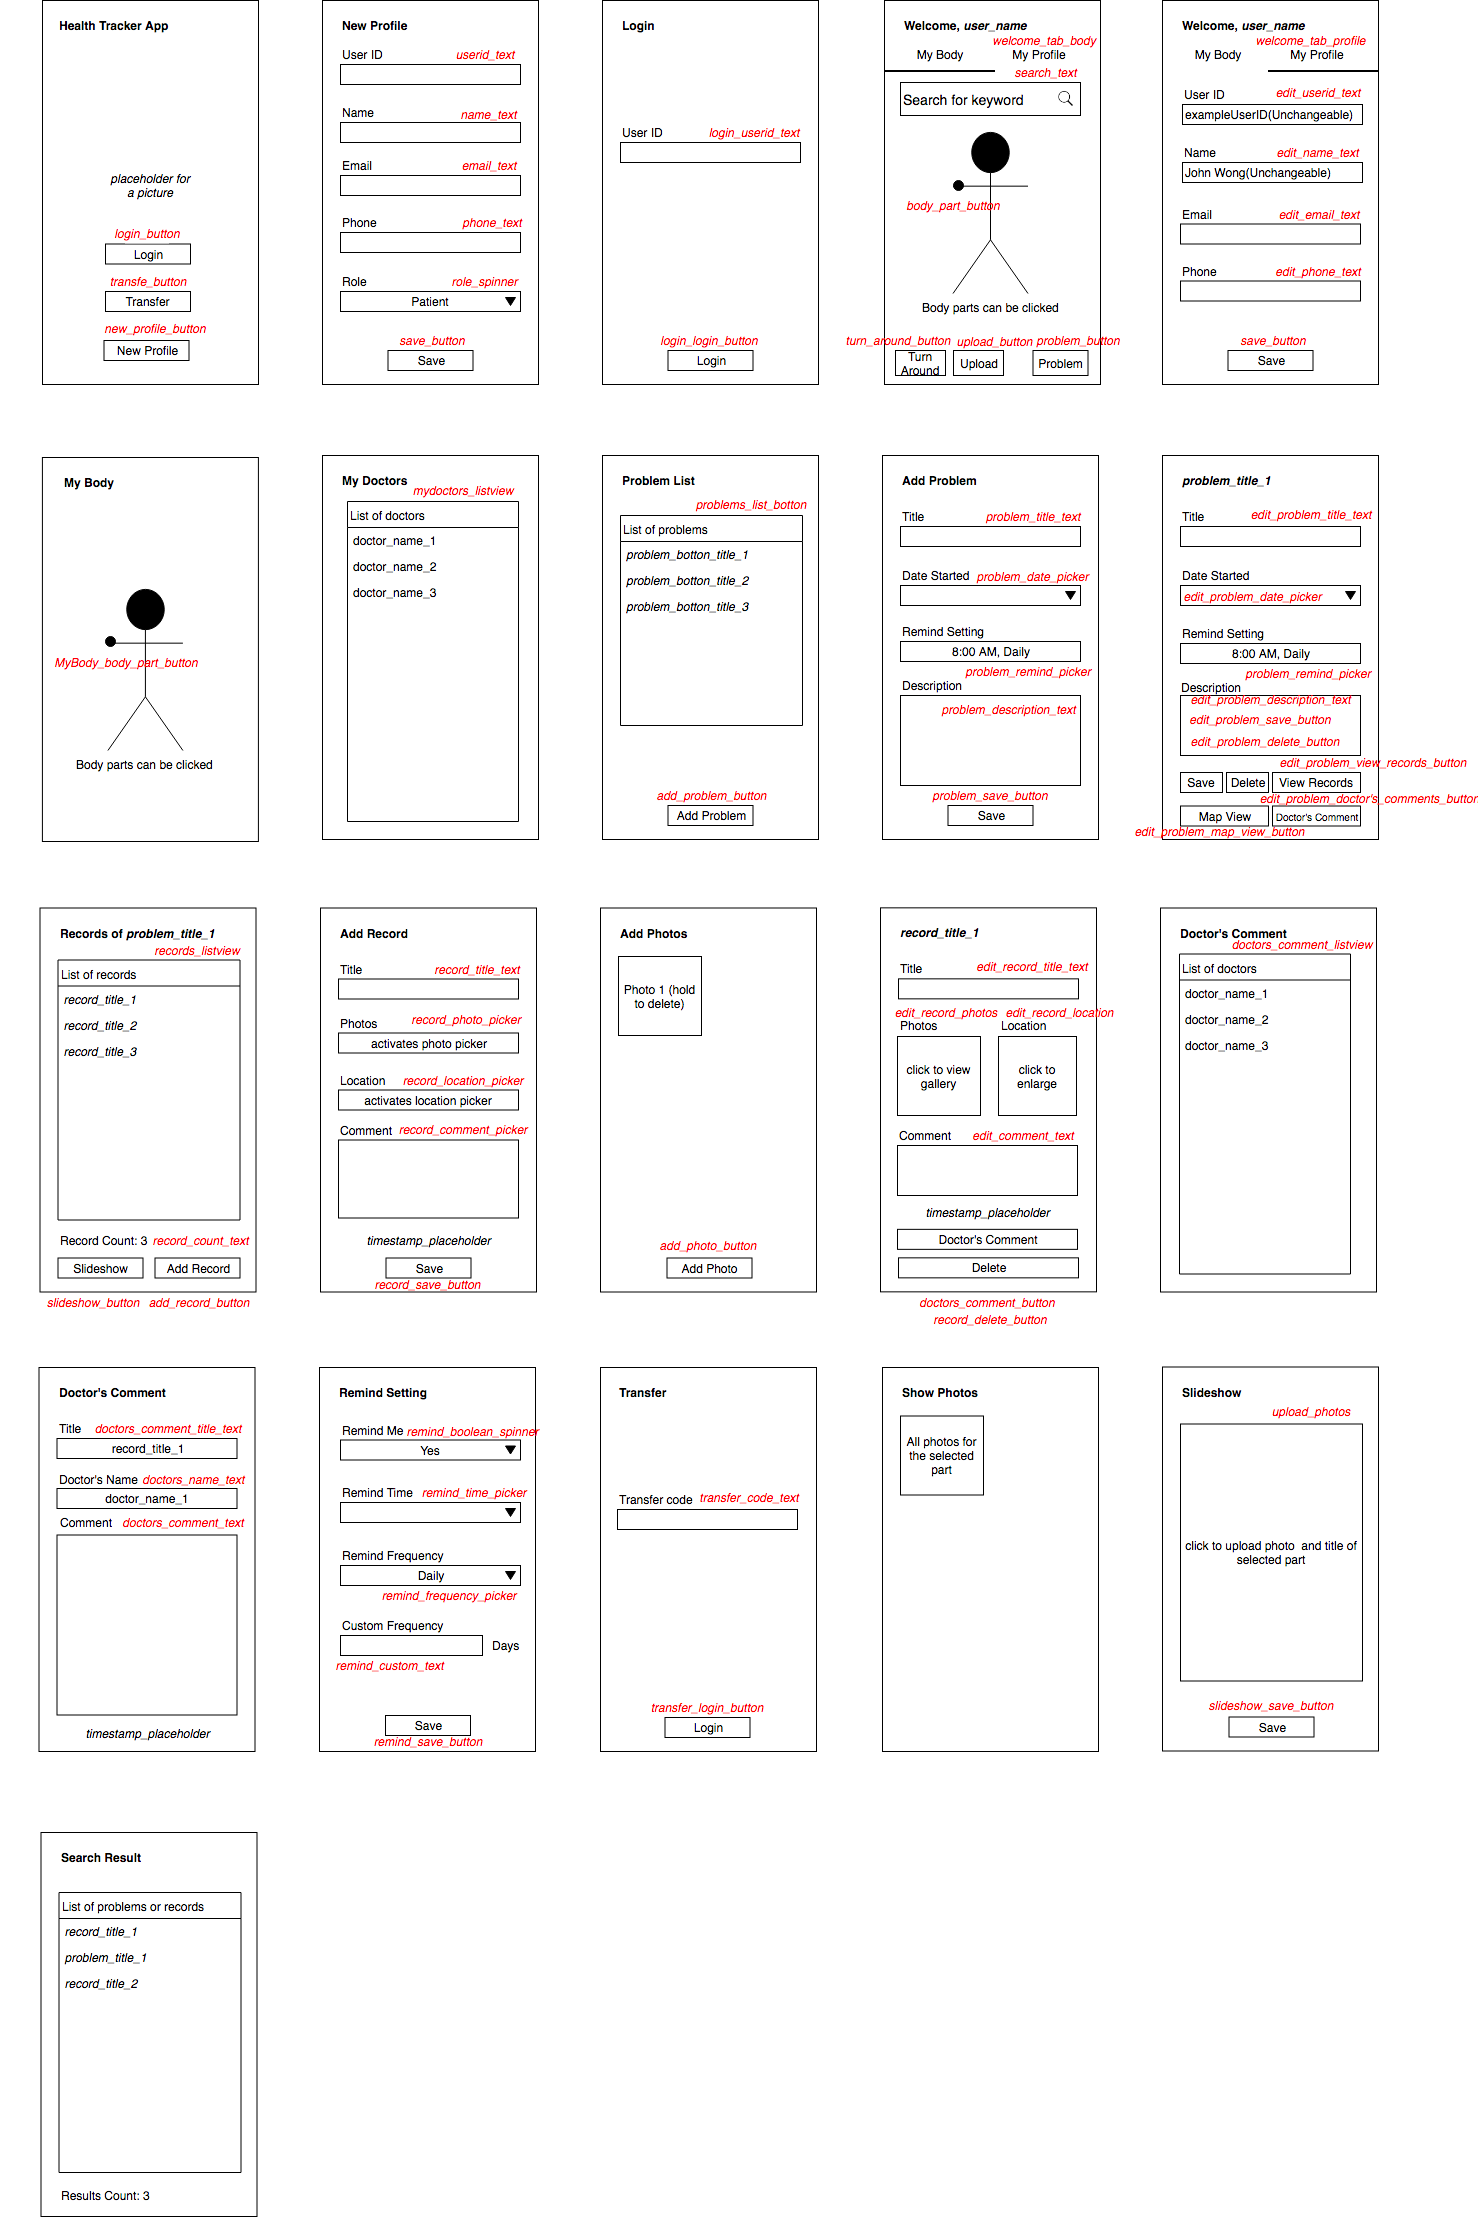 Health Tracker App
placeholder for
a picture
login_button
Login
transfe_button
Transfer
new_profile_button
New Profile
New Profile
User ID userid_text
Name name_text
Email email_text
Phone phone_text
Role role_spinner
Patient
save_button
Save
Login
User ID login_userid_text
login_login_button
Login
Welcome, user_name
welcome_tab_body
My Body My Profile
search_text
Search for keyword
body_part_button
Body parts can be clicked
turn_around_button upload_button problem_button
Turn
Around
Upload
Problem
Welcome, user_name
welcome_tab_profile
My Body My Profile
User ID edit_userid_text
exampleUserID(Unchangeable)
Name edit_name_text
John Wong(Unchangeable)
Email edit_email_text
Phone edit_phone_text
save_button
Save
My Body
MyBody_body_part_button
Body parts can be clicked
My Doctors
mydoctors_listview
List of doctors
doctor_name_1
doctor_name_2
doctor_name_3
Problem List
problems_list_botton
List of problems
problem_botton_title_1
problem_botton_title_2
problem_botton_title_3
add_problem_button
Add Problem
Add Problem
Title problem_title_text
Date Started problem_date_picker
Remind Setting
8:00 AM, Daily
problem_remind_picker
Description
problem_description_text
problem_save_button
Save
problem_title_1
Title edit_problem_title_text
Date Started
edit_problem_date_picker
Remind Setting
8:00 AM, Daily
problem_remind_picker
Description
edit_problem_description_text
edit_problem_save_button
edit_problem_delete_button
edit_problem_view_records_button
Save Delete View Records
edit_problem_doctor's_comments_button
Map View Doctor's Comment
edit_problem_map_view_button
Records of problem_title_1
records_listview
List of records
record_title_1
record_title_2
record_title_3
Record Count: 3 record_count_text
Slideshow Add Record
slideshow_button add_record_button
Add Record
Title record_title_text
Photos record_photo_picker
activates photo picker
Location record_location_picker
activates location picker
Comment record_comment_picker
timestamp_placeholder
Save
record_save_button
Add Photos
Photo 1 (hold
to delete)
add_photo_button
Add Photo
record_title_1
Title edit_record_title_text
edit_record_photos edit_record_location
Photos Location
click to view
gallery
click to
enlarge
Comment edit_comment_text
timestamp_placeholder
Doctor's Comment
Delete
doctors_comment_button
record_delete_button
Doctor's Comment
doctors_comment_listview
List of doctors
doctor_name_1
doctor_name_2
doctor_name_3
Doctor's Comment
Title doctors_comment_title_text
record_title_1
Doctor's Name doctors_name_text
doctor_name_1
Comment doctors_comment_text
timestamp_placeholder
Remind Setting
Remind Me remind_boolean_spinner
Yes
Remind Time remind_time_picker
Remind Frequency
Daily
remind_frequency_picker
Custom Frequency
Days
remind_custom_text
Save
remind_save_button
Transfer
Transfer code transfer_code_text
transfer_login_button
Login
Show Photos
All photos for
the selected
part
Slideshow
upload_photos
click to upload photo and title of
selected part
slideshow_save_button
Save
Search Result
List of problems or records
record_title_1
problem_title_1
record_title_2
Results Count: 3